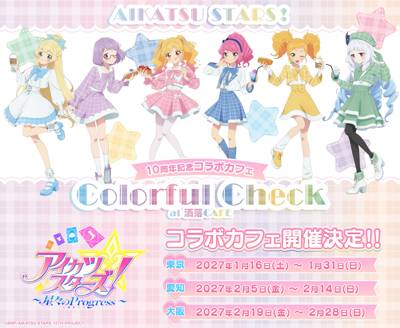 AIKATSU STARS!
10周年記念コラボカフェ
Colorful Check
at 洒落CAFE
アイカツスターズ!
～星々のProgress～
コラボカフェ開催決定!!
東京 2027年1月16日(土) ～ 1月31日(日)
愛知 2027年2月5日(金) ～ 2月14日(日)
大阪 2027年2月19日(金) ～ 2月28日(日)